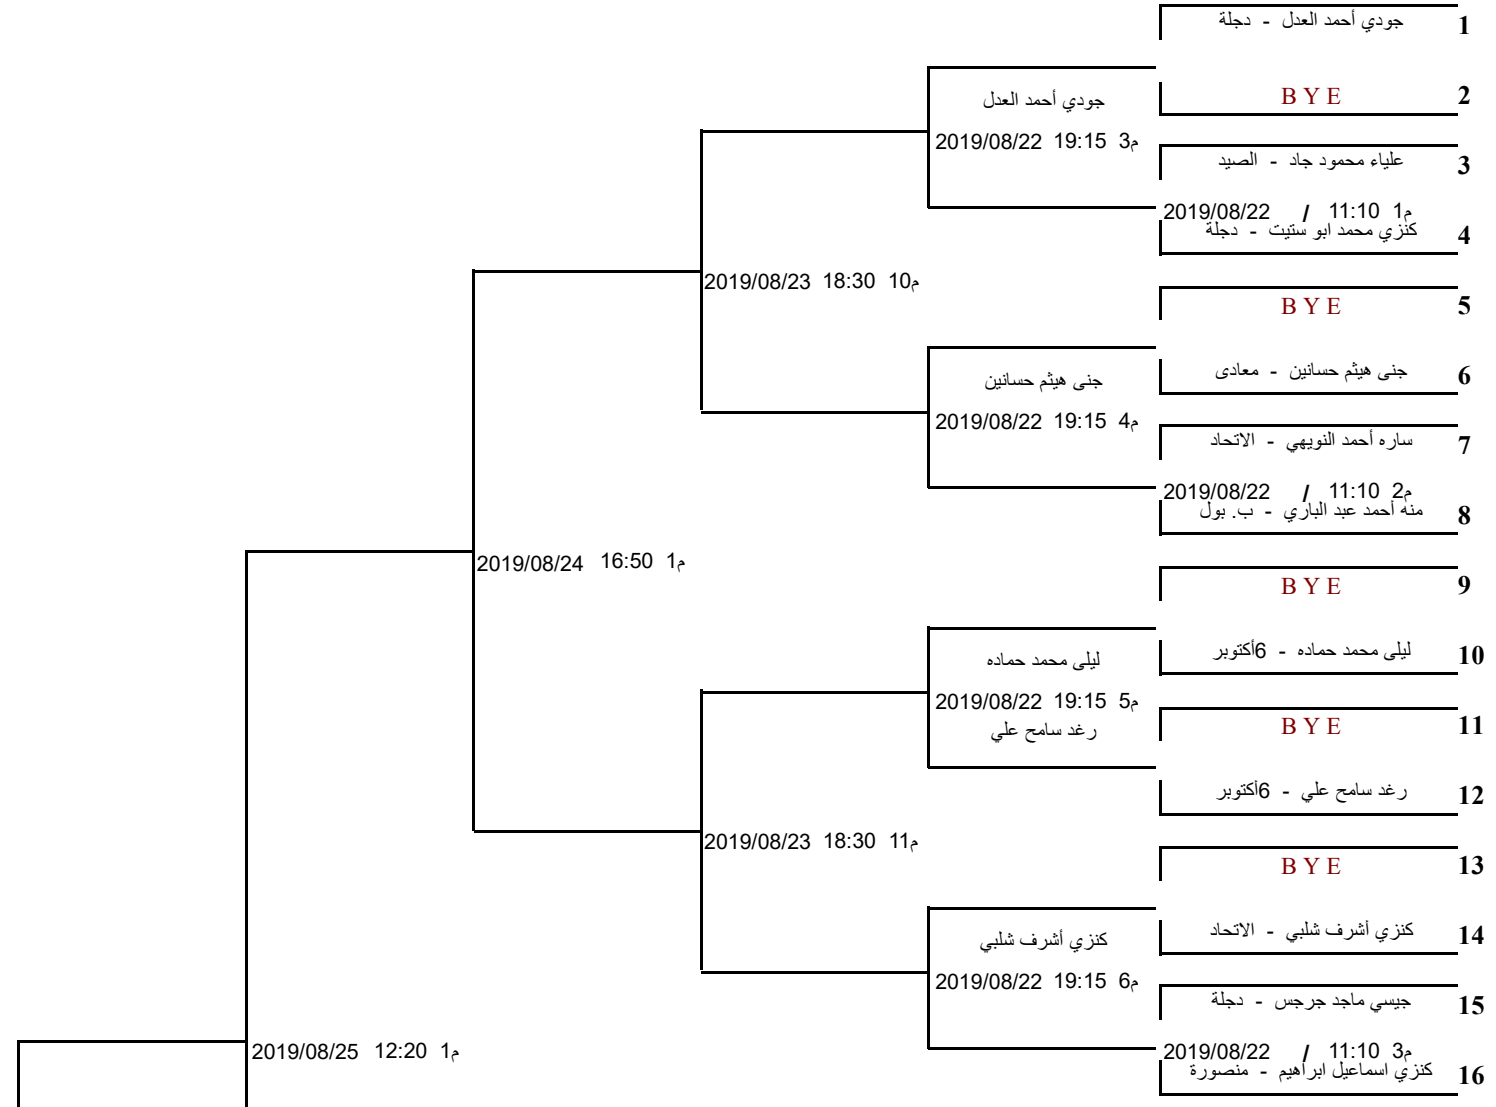 جودي أحمد العدل - دجلة 1
B Y E 2
جودي أحمد العدل
2019/08/22 19:15 م3
علياء محمود جاد - الصيد 3
2019/08/22 / 11:10 م1
كنزي محمد ابو ستيت - دجلة 4
2019/08/23 18:30 م10
B Y E 5
جنى هيثم حسانين - معادى 6
جنى هيثم حسانين
2019/08/22 19:15 م4
ساره أحمد النويهي - الاتحاد 7
2019/08/22 / 11:10 م2
منه أحمد عبد الباري - ب. بول 8
2019/08/24 16:50 م1
B Y E 9
ليلى محمد حماده - 6أكتوبر 10
ليلى محمد حماده
2019/08/22 19:15 م5
رغد سامح علي
B Y E 11
رغد سامح علي - 6أكتوبر 12
2019/08/23 18:30 م11
B Y E 13
كنزي أشرف شلبي - الاتحاد 14
كنزي أشرف شلبي
2019/08/22 19:15 م6
جيسي ماجد جرجس - دجلة 15
2019/08/22 / 11:10 م3
2019/08/25 12:20 م1
كنزي اسماعيل ابراهيم - منصورة 16